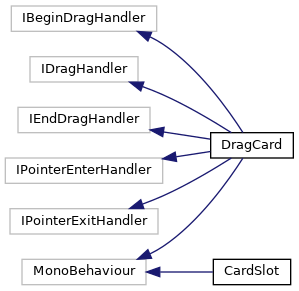 IBeginDragHandler
IDragHandler
IEndDragHandler
DragCard
IPointerEnterHandler
IPointerExitHandler
MonoBehaviour
CardSlot